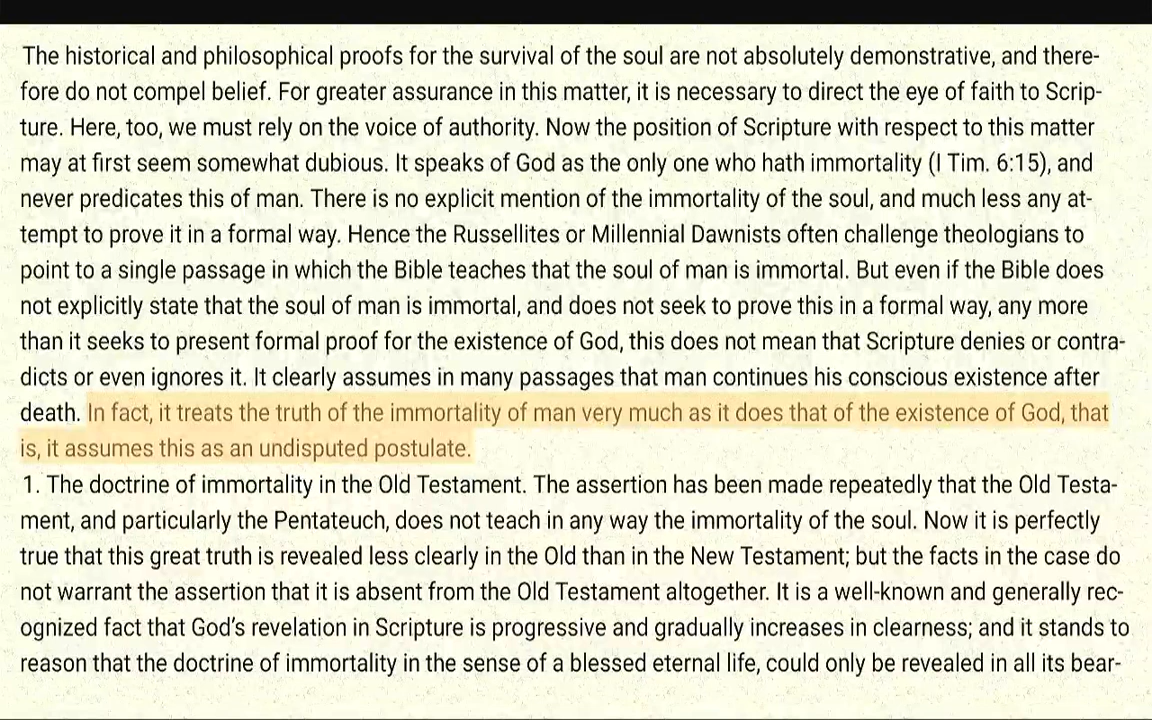 The historical and philosophical proofs for the survival of the soul are not absolutely demonstrative, and there-
fore do not compel belief. For greater assurance in this matter, it is necessary to direct the eye of faith to Scrip-
ture. Here, too, we must rely on the voice of authority. Now the position of Scripture with respect to this matter
may at first seem somewhat dubious. It speaks of God as the only one who hath immortality (I Tim. 6:15), and
never predicates this of man. There is no explicit mention of the immortality of the soul, and much less any at-
tempt to prove it in a formal way. Hence the Russellites or Millennial Dawnists often challenge theologians to
point to a single passage in which the Bible teaches that the soul of man is immortal. But even if the Bible does
not explicitly state that the soul of man is immortal, and does not seek to prove this in a formal way, any more
than it seeks to present formal proof for the existence of God, this does not mean that Scripture denies or contra-
dicts or even ignores it. It clearly assumes in many passages that man continues his conscious existence after
death. In fact, it treats the truth of the immortality of man very much as it does that of the existence of God, that
is, it assumes this as an undisputed postulate.
1. The doctrine of immortality in the Old Testament. The assertion has been made repeatedly that the Old Testa-
ment, and particularly the Pentateuch, does not teach in any way the immortality of the soul. Now it is perfectly
true that this great truth is revealed less clearly in the Old than in the New Testament; but the facts in the case do
not warrant the assertion that it is absent from the Old Testament altogether. It is a well-known and generally rec-
ognized fact that God's revelation in Scripture is progressive and gradually increases in clearness; and it stands to
reason that the doctrine of immortality in the sense of a blessed eternal life, could only be revealed in all its bear-